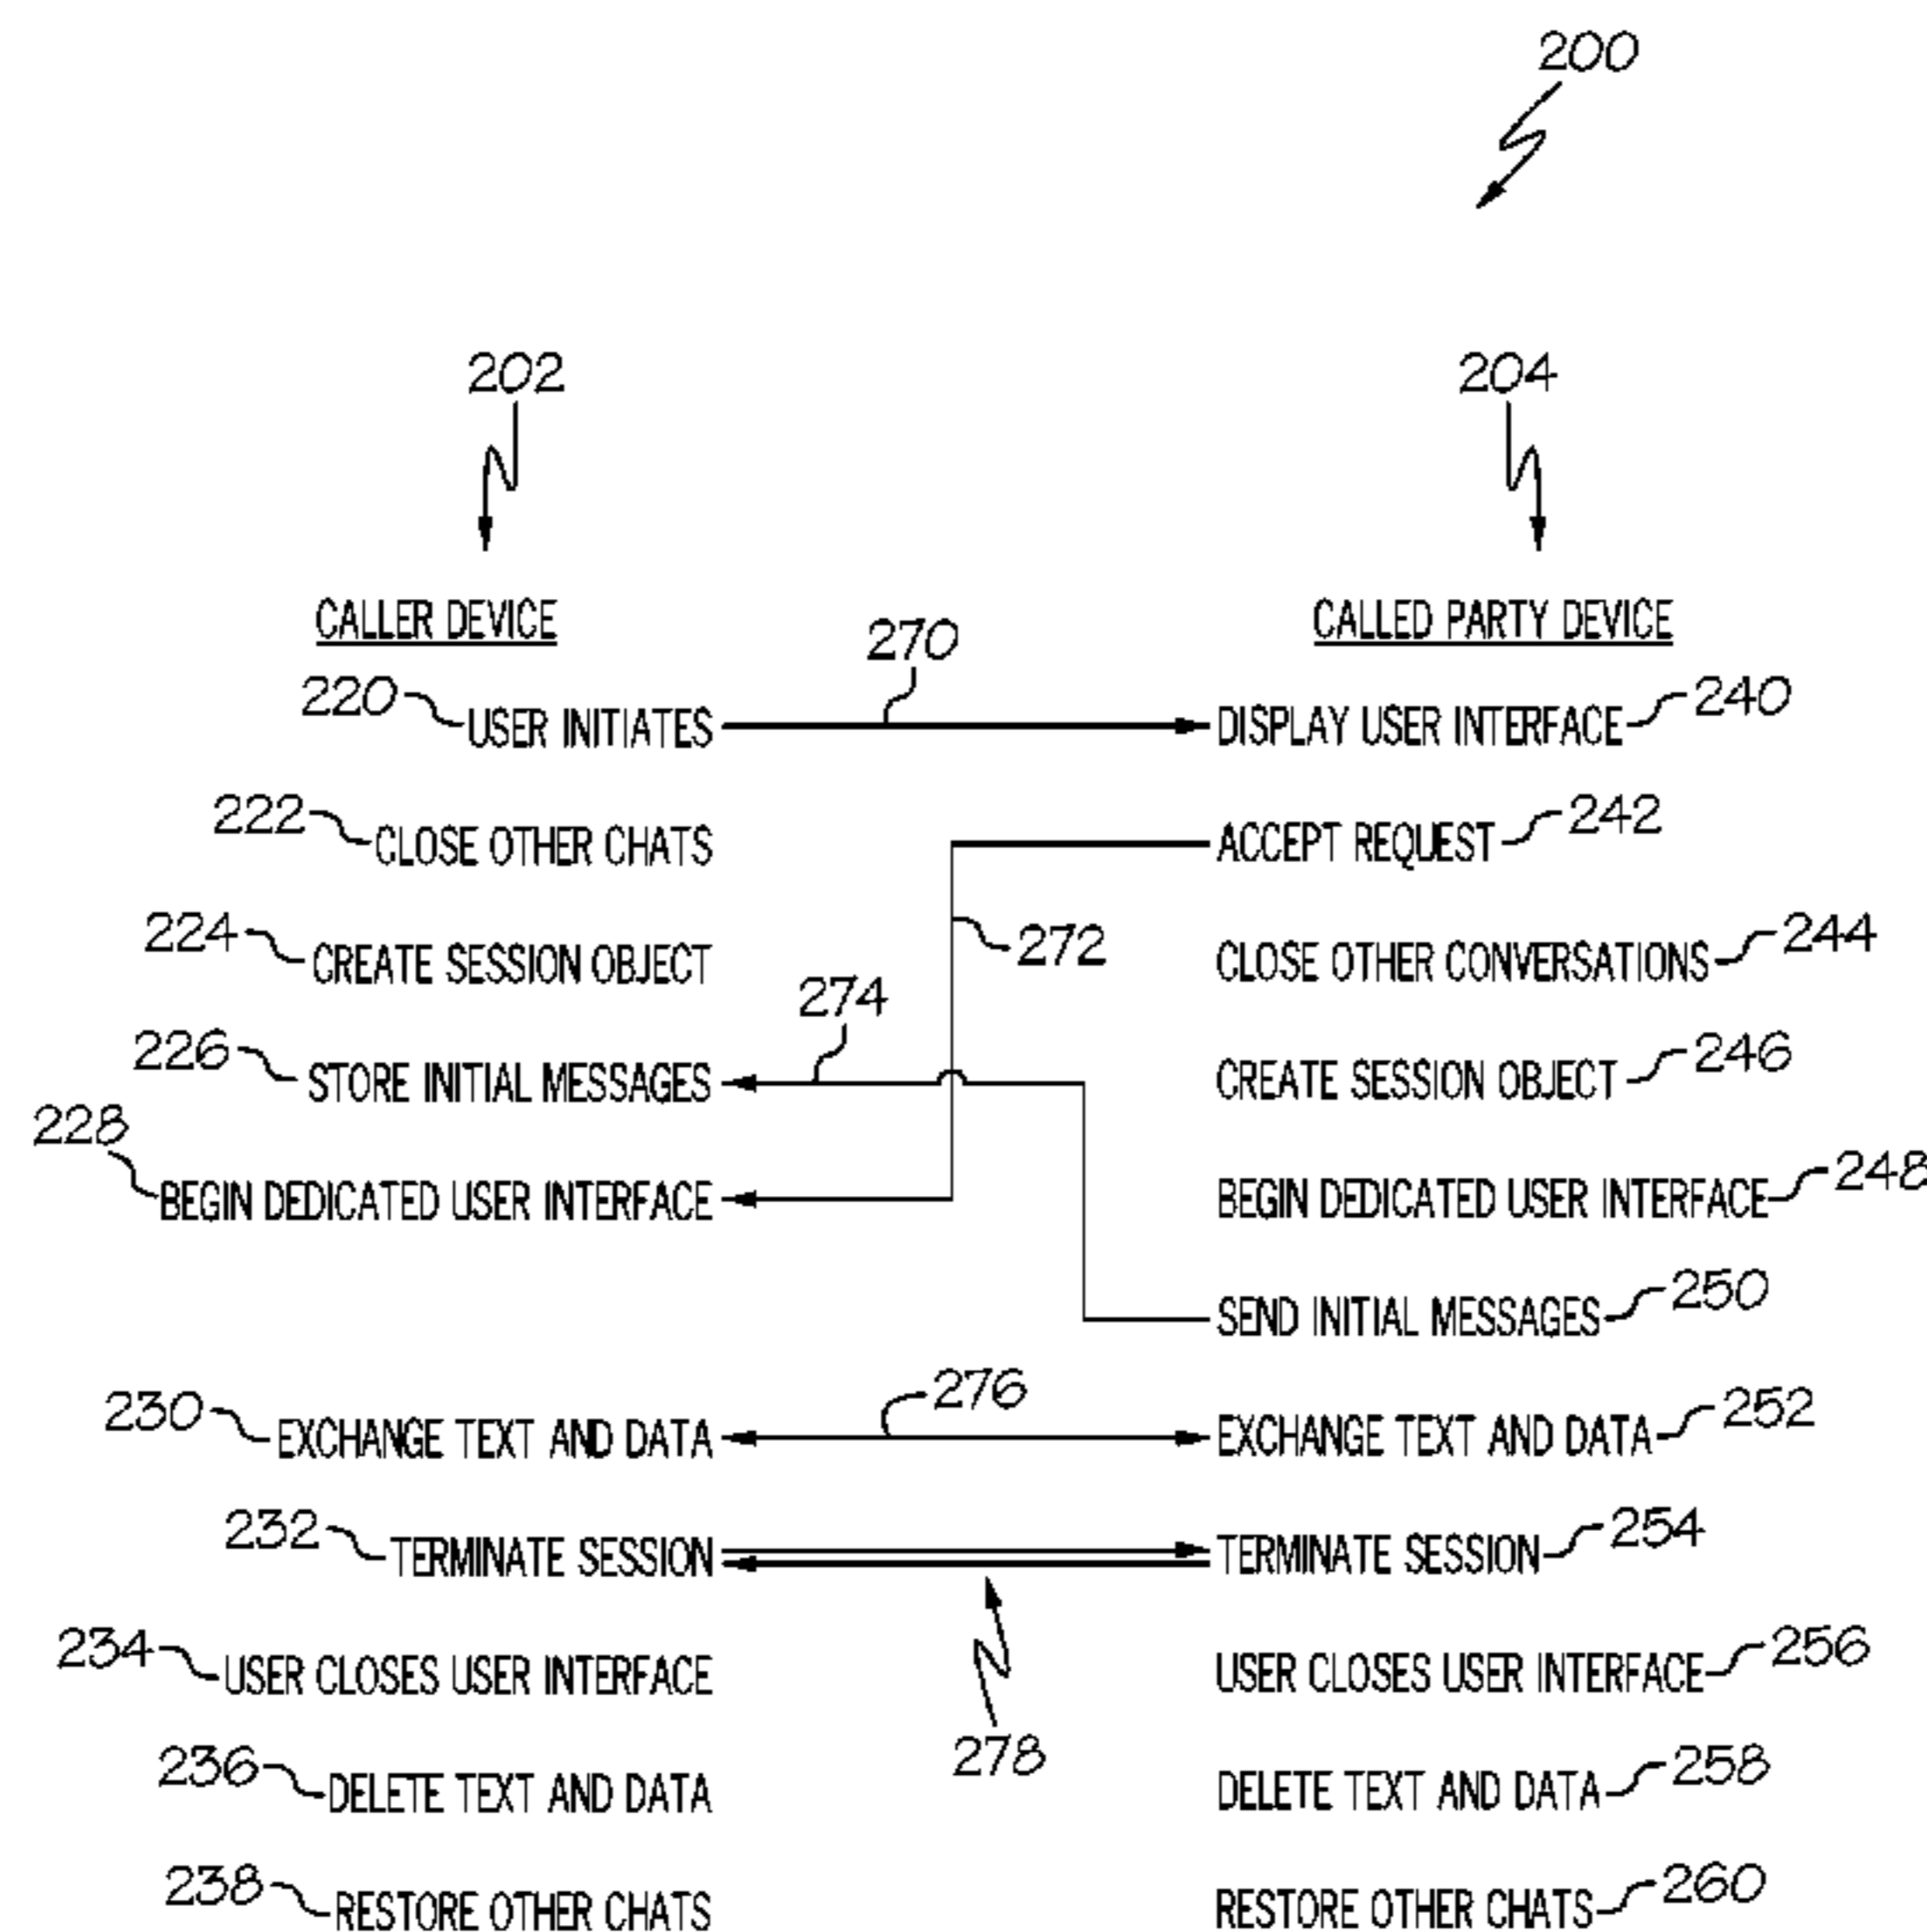 200
202
204
CALLER DEVICE
CALLED PARTY DEVICE
270
220 USER INITIATES
DISPLAY USER INTERFACE 240
222 CLOSE OTHER CHATS
ACCEPT REQUEST 242
272
224 CREATE SESSION OBJECT
CLOSE OTHER CONVERSATIONS 244
274
226 STORE INITIAL MESSAGES
CREATE SESSION OBJECT 246
228 BEGIN DEDICATED USER INTERFACE
BEGIN DEDICATED USER INTERFACE 248
SEND INITIAL MESSAGES 250
276
230 EXCHANGE TEXT AND DATA
EXCHANGE TEXT AND DATA 252
232 TERMINATE SESSION
TERMINATE SESSION 254
234 USER CLOSES USER INTERFACE
USER CLOSES USER INTERFACE 256
278
236 DELETE TEXT AND DATA
DELETE TEXT AND DATA 258
238 RESTORE OTHER CHATS
RESTORE OTHER CHATS 260